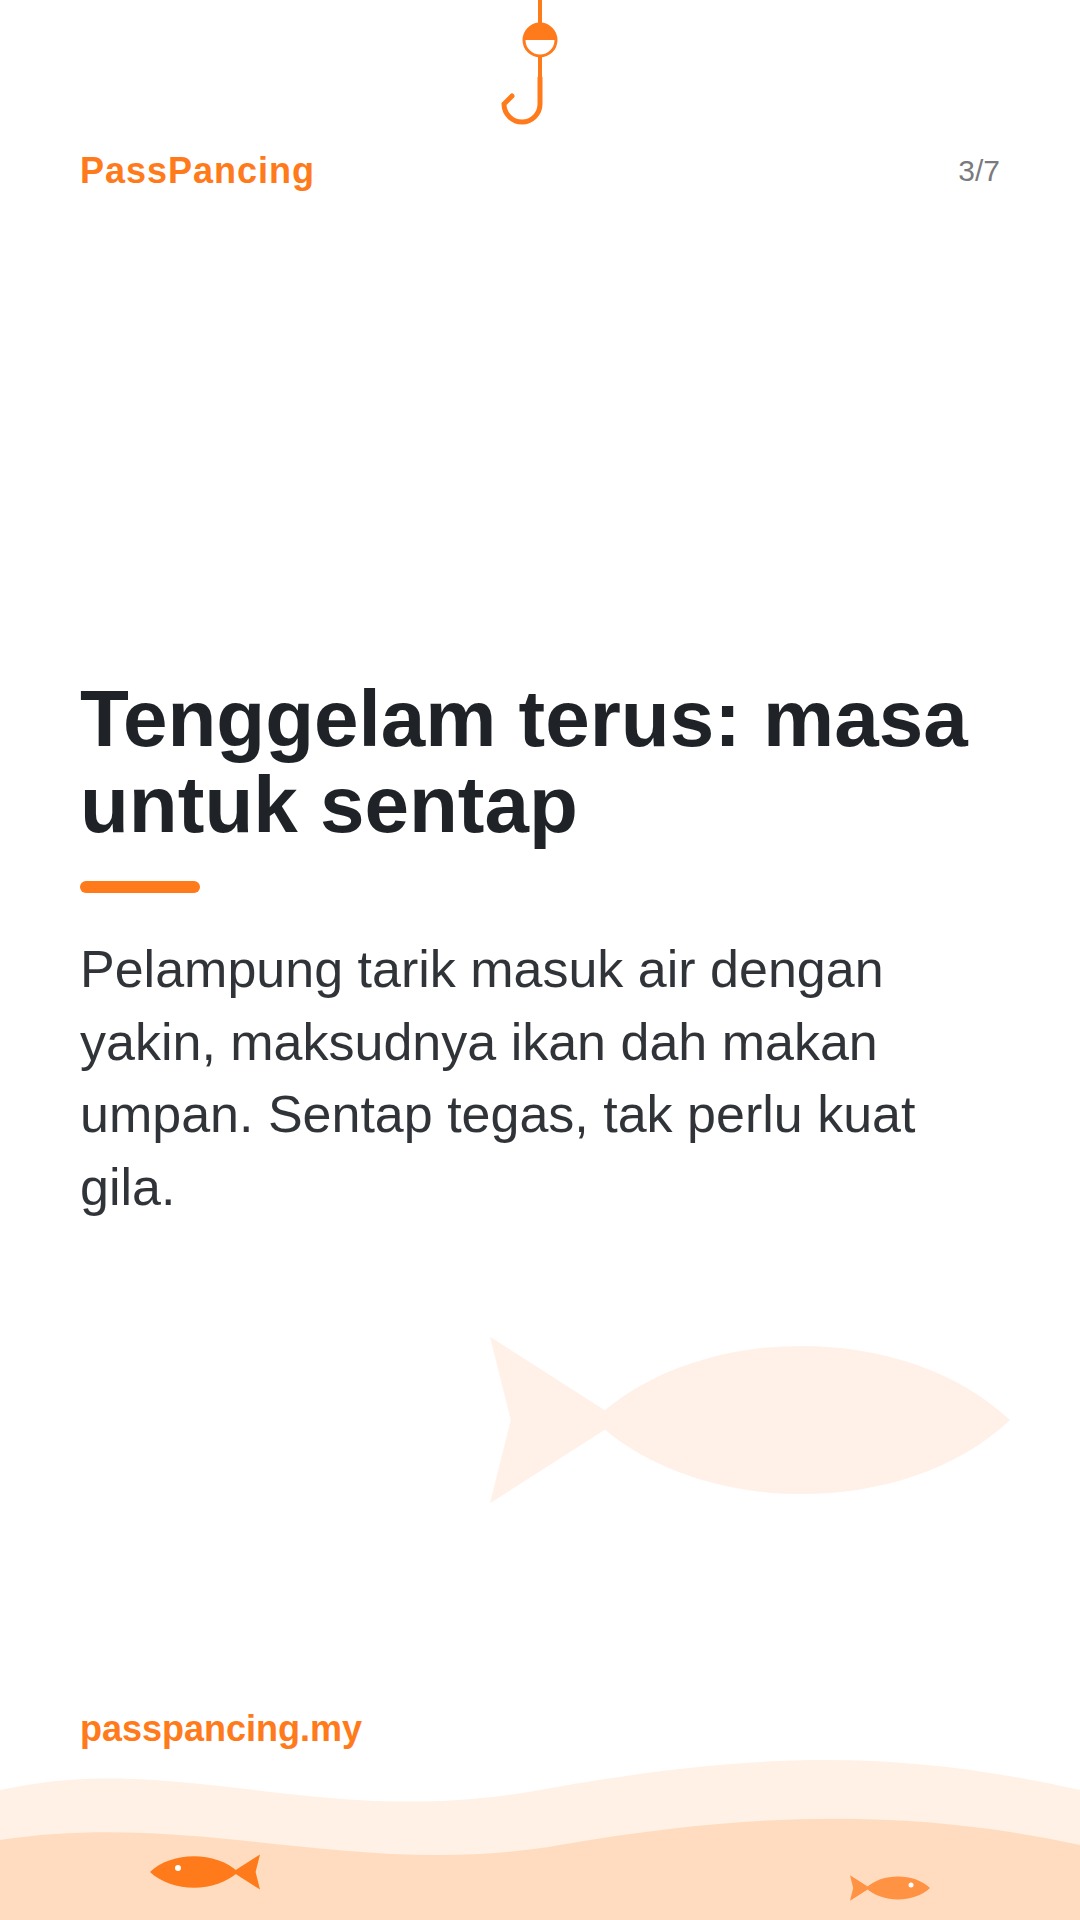 PassPancing
3/7
Tenggelam terus: masa
untuk sentap
Pelampung tarik masuk air dengan
yakin, maksudnya ikan dah makan
umpan. Sentap tegas, tak perlu kuat
gila.
passpancing.my